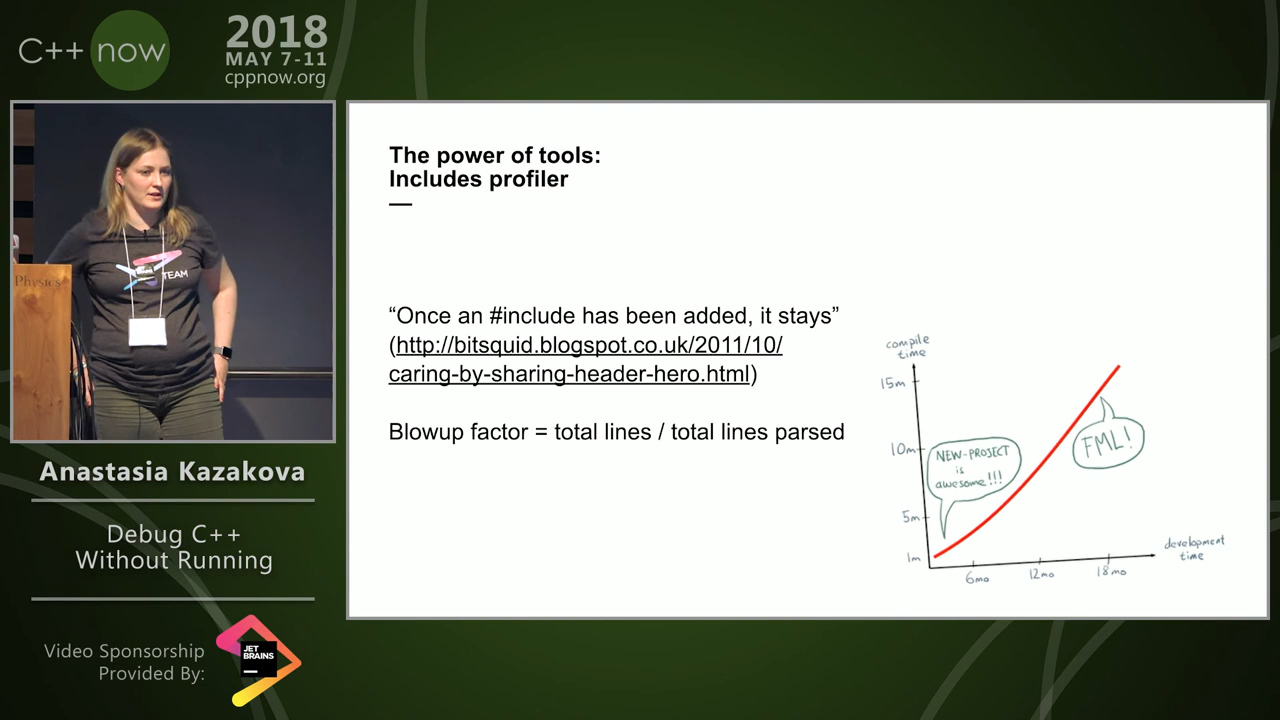 C++ now
2018
MAY 7-11
cppnow.org
Physics
TEAM
The power of tools:
Includes profiler
“Once an #include has been added, it stays”
(http://bitsquid.blogspot.co.uk/2011/10/
caring-by-sharing-header-hero.html)
Blowup factor = total lines / total lines parsed
compile
time
15m
10m
5m
1m
NEW-PROJECT
is
awesome!!!
FML!
6mo
12mo
18mo
development
time
Anastasia Kazakova
Debug C++
Without Running
Video Sponsorship
Provided By:
JET
BRAINS